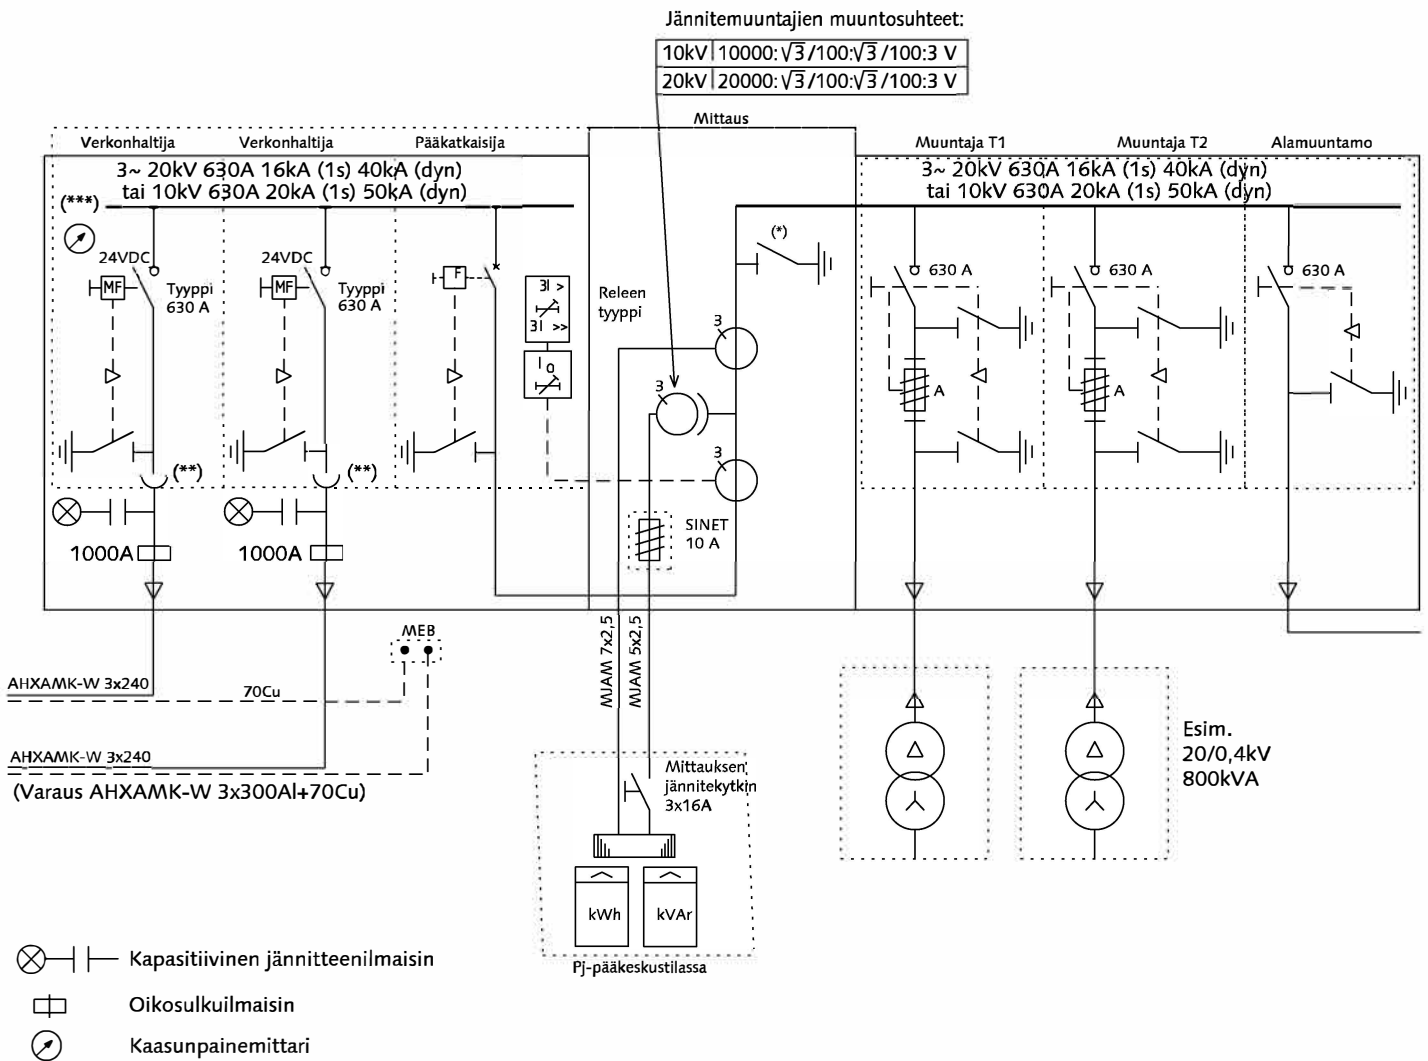 Jännitemuuntajien muuntosuhteet:
10kV 10000:√3/100:√3/100:3 V
20kV 20000:√3/100:√3/100:3 V
Verkonhaltija
Verkonhaltija
Pääkatkaisija
Mittaus
Muuntaja T1
Muuntaja T2
Alamuuntamo
3~ 20kV 630A 16kA (1s) 40kA (dyn)
tai 10kV 630A 20kA (1s) 50kA (dyn)
3~ 20kV 630A 16kA (1s) 40kA (dyn)
tai 10kV 630A 20kA (1s) 50kA (dyn)
(***)
24VDC
MF
Tyyppi
630 A
24VDC
MF
Tyyppi
630 A
F
3I >
3I >>
I o
Releen
tyyppi
(*)
3
3
3
630 A
A
630 A
A
630 A
(**)
(**)
1000A
1000A
SINET
10 A
MJAM 7x2,5
MJAM 5x2,5
MEB
AHXAMK-W 3x240
70Cu
AHXAMK-W 3x240
(Varaus AHXAMK-W 3x300Al+70Cu)
Mittauksen
jännitekytkin
3x16A
kWh
kVAr
Pj-pääkeskustilassa
Esim.
20/0,4kV
800kVA
Kapasitiivinen jännitteenilmaisin
Oikosulkuilmaisin
Kaasunpainemittari